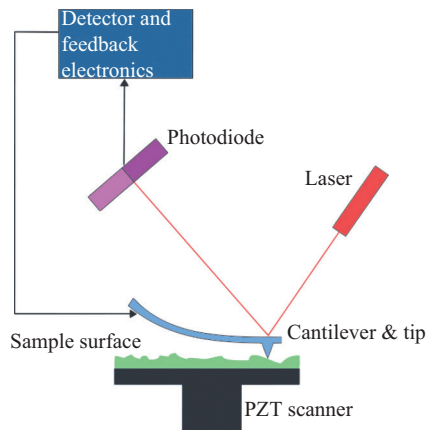 Detector and
feedback
electronics
Photodiode
Laser
Cantilever & tip
Sample surface
PZT scanner